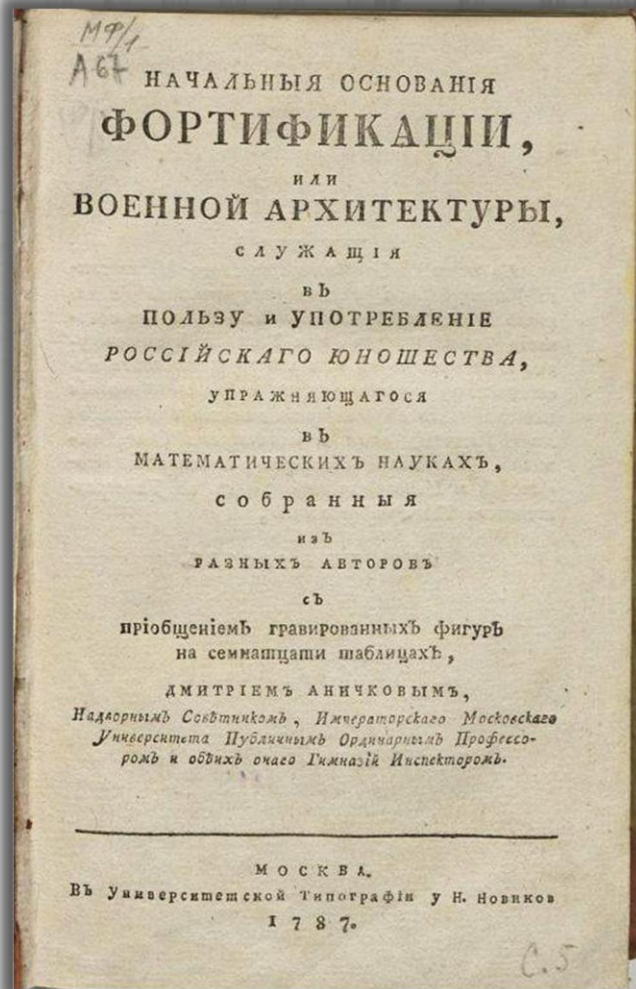 МФ/1
А67
НАЧАЛЬНЫЯ ОСНОВАНІЯ
ФОРТИФИКАЦІИ,
ИЛИ
ВОЕННОЙ АРХИТЕКТУРЫ,
СЛУЖАЩІЯ
въ
ПОЛЬЗУ и УПОТРЕБЛЕНІЕ
РОССІЙСКАГО ЮНОШЕСТВА,
УПРАЖНЯЮЩАГОСЯ
въ
МАТЕМАТИЧЕСКИХЪ НАУКАХЪ,
собранныя
изъ
РАЗНЫХЪ АВТОРОВЪ
съ
пріобщеніемъ гравированныхъ фигуръ
на семнатцати таблицахъ,
ДМИТРІЕМЪ АНИЧКОВЫМЪ,
Надворнымъ Совѣтникомъ, Императорскаго Московскаго
Университета Публичнымъ Ординарнымъ Профессо-
ромъ и обѣихъ онаго Гимназій Инспекторомъ.
МОСКВА.
Въ Университетской Типографіи у Н. Новиков
1787.
С.5